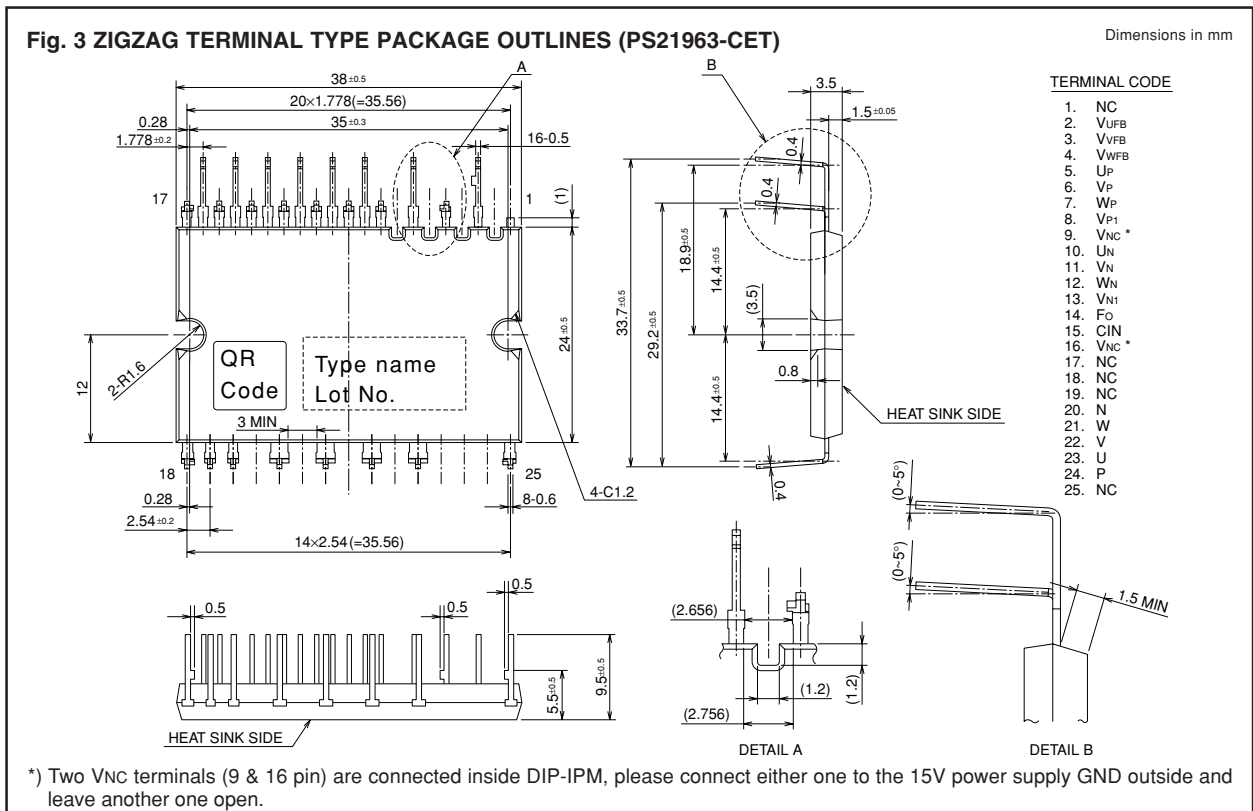 Fig. 3 ZIGZAG TERMINAL TYPE PACKAGE OUTLINES (PS21963-CET)
Dimensions in mm
A
38±0.5
20×1.778(=35.56)
0.28
35±0.3
1.778±0.2
16-0.5
17
1
(1)
24±0.5
12
2-R1.6
QR
Code
Type name
Lot No.
3 MIN
18
25
0.28
4-C1.2
8-0.6
2.54±0.2
14×2.54(=35.56)
B
3.5
1.5±0.05
0.4
0.4
33.7±0.5
29.2±0.5
18.9±0.5
14.4±0.5
(3.5)
0.8
14.4±0.5
HEAT SINK SIDE
0.4
TERMINAL CODE
1. NC
2. VUFB
3. VVFB
4. VWFB
5. UP
6. VP
7. WP
8. VP1
9. VNC *
10. UN
11. VN
12. WN
13. VN1
14. FO
15. CIN
16. VNC *
17. NC
18. NC
19. NC
20. N
21. W
22. V
23. U
24. P
25. NC
0.5
0.5
0.5
5.5±0.5
9.5±0.5
HEAT SINK SIDE
(2.656)
(1.2)
(1.2)
(2.756)
DETAIL A
(0~5°)
(0~5°)
1.5 MIN
DETAIL B
*) Two VNC terminals (9 & 16 pin) are connected inside DIP-IPM, please connect either one to the 15V power supply GND outside and
leave another one open.